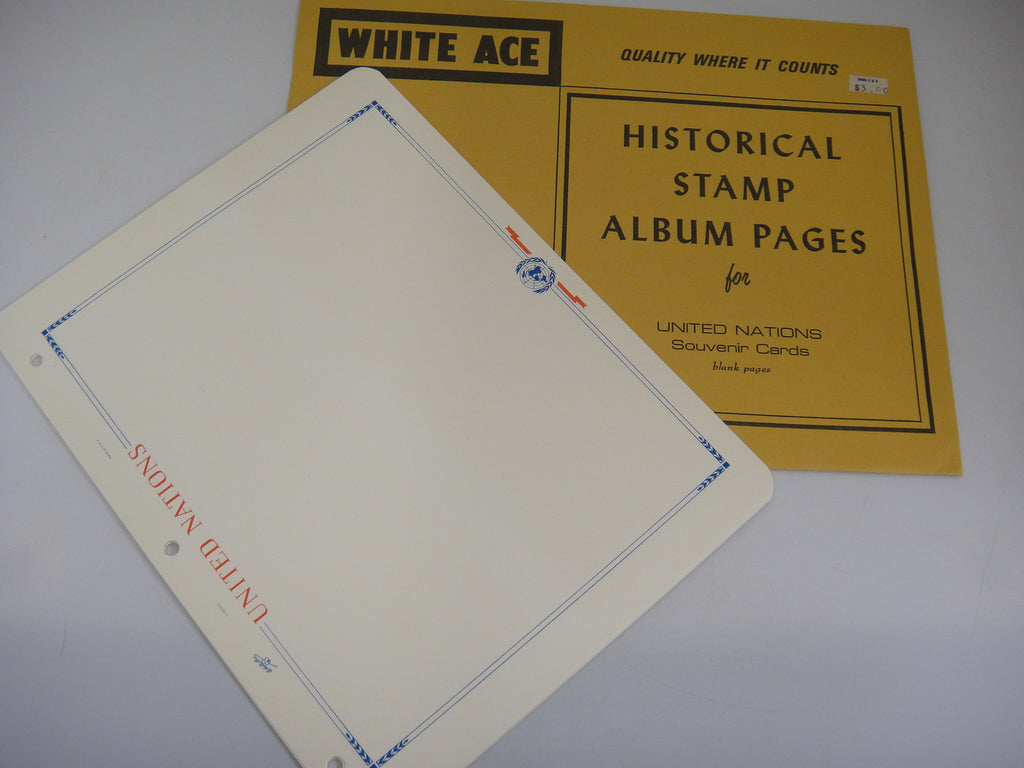 WHITE ACE
QUALITY WHERE IT COUNTS
$3.00
HISTORICAL
STAMP
ALBUM PAGES
for
UNITED NATIONS
Souvenir Cards
blank pages
UNITED NATIONS